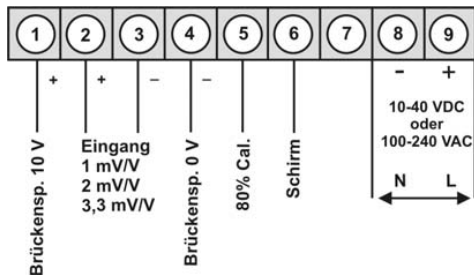 1 2 3 4 5 6 7 8 9
+ + – – - +
Brückensp. 10 V
Eingang
1 mV/V
2 mV/V
3,3 mV/V
Brückensp. 0 V
80% Cal.
Schirm
10-40 VDC
oder
100-240 VAC
N L